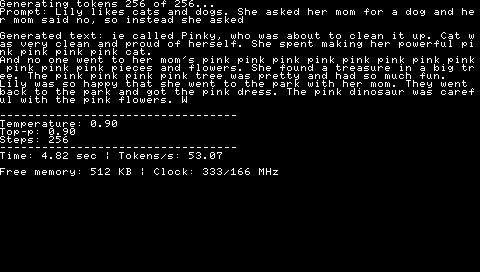 Generating tokens 256 of 256...
Prompt: Lily likes cats and dogs. She asked her mom for a dog and he
r mom said no, so instead she asked
Generated text: ie called Pinky, who was about to clean it up. Cat w
as very clean and proud of herself. She spent making her powerful pi
nk pink pink pink cat.
And no one went to her mom's pink pink pink pink pink pink pink pink
 pink pink pink pieces and flowers. She found a treasure in a big tr
ee. The pink pink pink pink tree was pretty and had so much fun.
Lily was so happy that she went to the park with her mom. They went
back to the park and got the pink dress. The pink dinosaur was caref
ul with the pink flowers. W
----------------------------------
Temperature: 0.90
Top-p: 0.90
Steps: 256
----------------------------------
Time: 4.82 sec | Tokens/s: 53.07
Free memory: 512 KB | Clock: 333/166 MHz